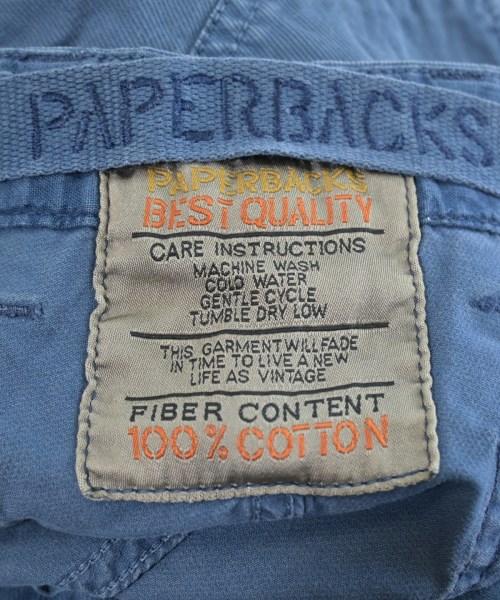 PAPERBACKS
PAPERBACKS
BEST QUALITY
CARE INSTRUCTIONS
MACHINE WASH
COLD WATER
GENTLE CYCLE
TUMBLE DRY LOW
THIS GARMENT WILL FADE
IN TIME TO LIVE A NEW
LIFE AS VINTAGE
FIBER CONTENT
100% COTTON